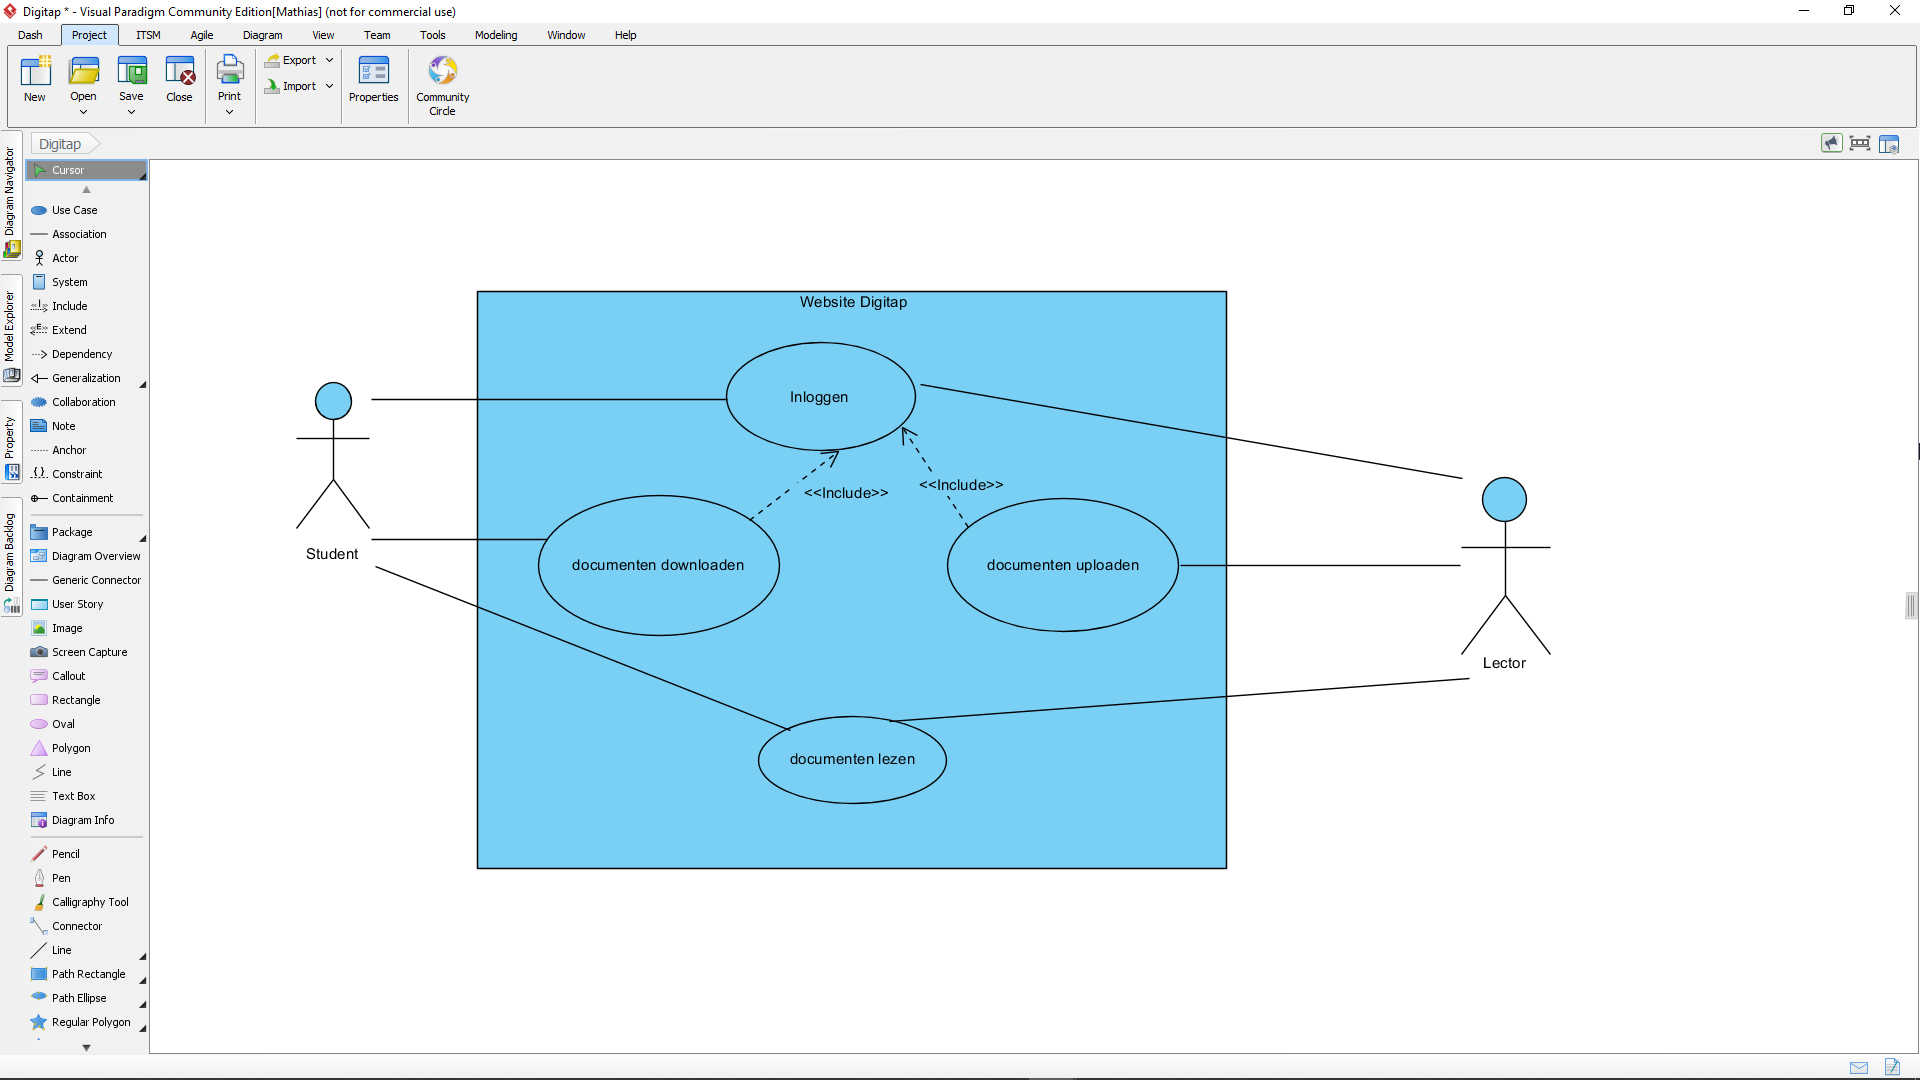 Digitap * - Visual Paradigm Community Edition[Mathias] (not for commercial use)
Dash Project ITSM Agile Diagram View Team Tools Modeling Window Help
New Open Save Close Print Export Import Properties Community Circle
Digitap
Diagram Navigator
Model Explorer
Property
Diagram Backlog
Cursor
Use Case
Association
Actor
System
Include
Extend
Dependency
Generalization
Collaboration
Note
Anchor
Constraint
Containment
Package
Diagram Overview
Generic Connector
User Story
Image
Screen Capture
Callout
Rectangle
Oval
Polygon
Line
Text Box
Diagram Info
Pencil
Pen
Calligraphy Tool
Connector
Line
Path Rectangle
Path Ellipse
Regular Polygon
Website Digitap
Inloggen
<<Include>>
<<Include>>
Student
documenten downloaden
documenten uploaden
Lector
documenten lezen